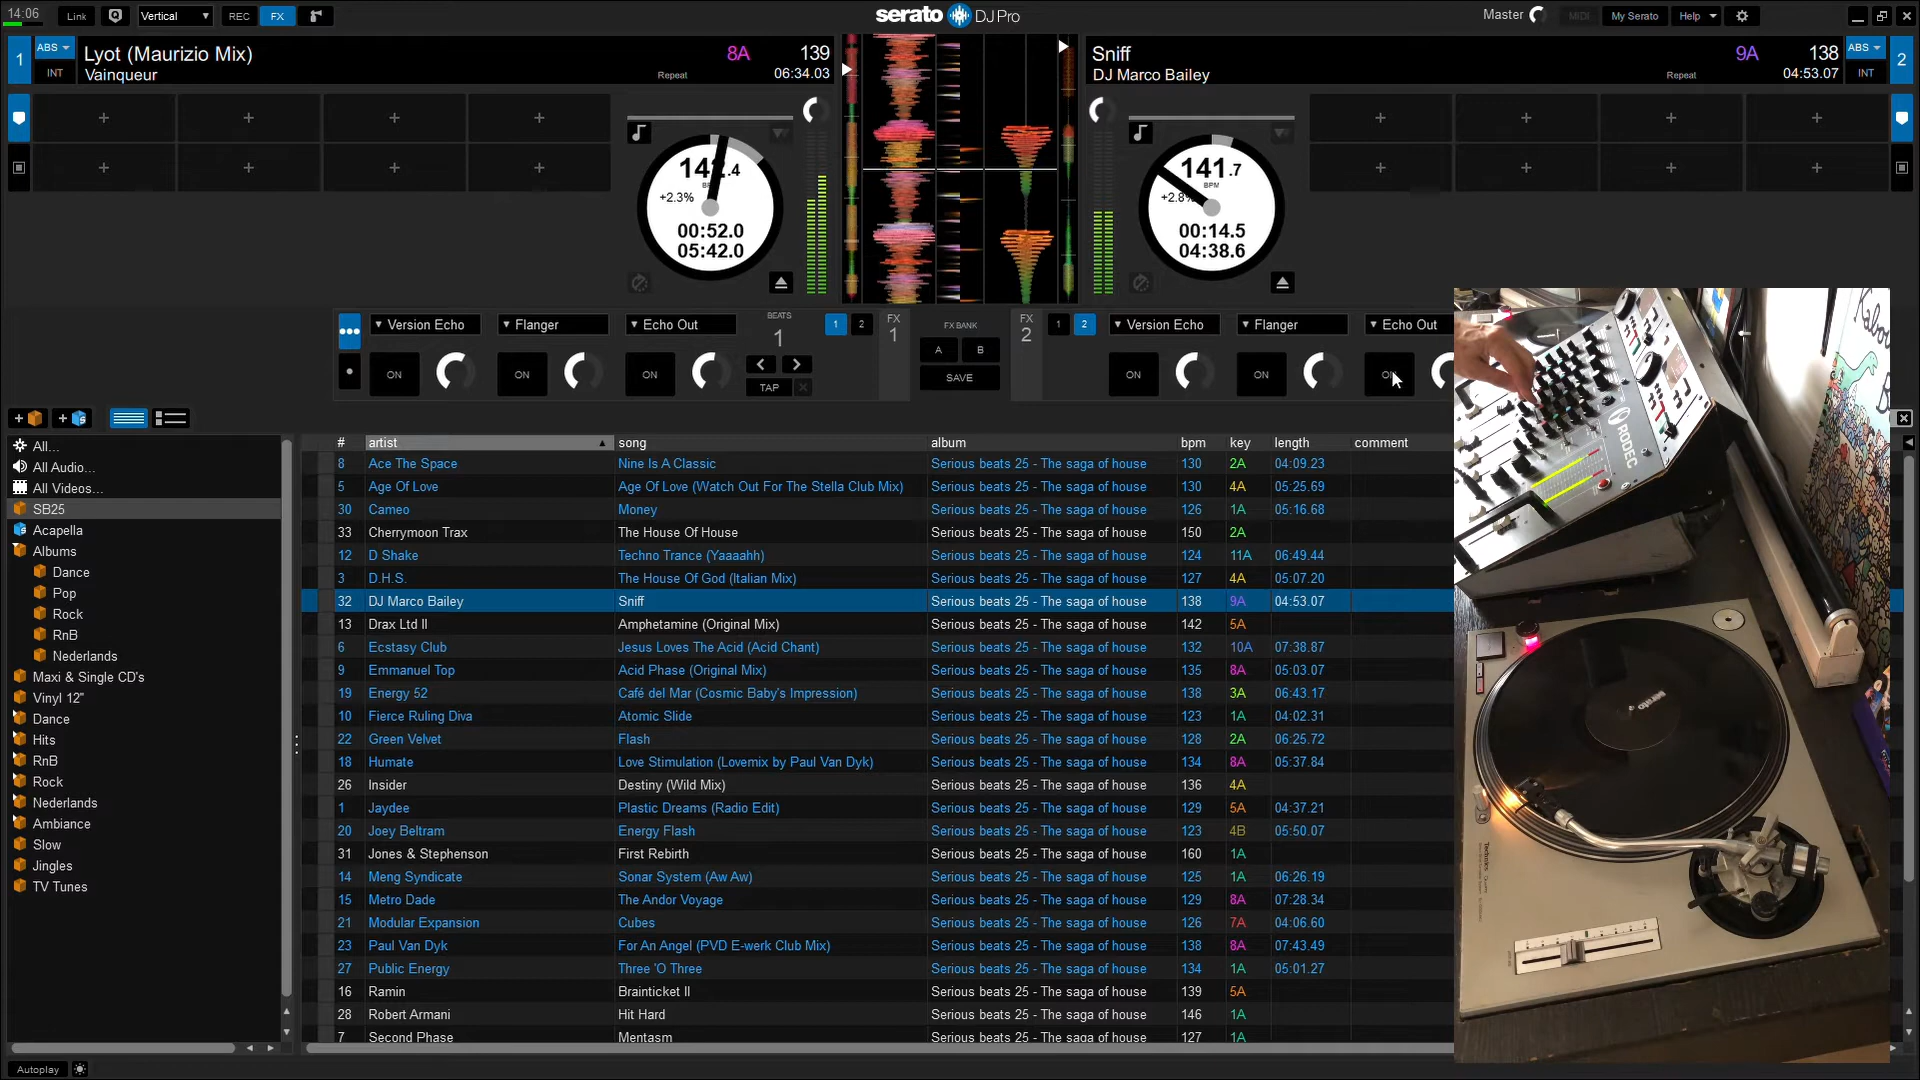 14:06 Link Vertical REC FX serato DJ Pro Master MIDI My Serato Help
1 ABS Lyot (Maurizio Mix) 8A 139
INT Vainqueur Repeat 06:34.03
Sniff 9A 138 ABS 2
DJ Marco Bailey Repeat 04:53.07 INT
BPM
+2.3%
00:52.0
05:42.0
141.7
BPM
+2.8%
00:14.5
04:38.6
Version Echo Flanger Echo Out BEATS 1 1 2 FX 1
ON ON ON TAP
FX BANK
A B
SAVE
FX 2 1 2 Version Echo Flanger Echo Out
ON ON ON
All...
All Audio...
All Videos...
SB25
Acapella
Albums
Dance
Pop
Rock
RnB
Nederlands
Maxi & Single CD's
Vinyl 12"
Dance
Hits
RnB
Rock
Nederlands
Ambiance
Slow
Jingles
TV Tunes
# artist song album bpm key length comment
8 Ace The Space Nine Is A Classic Serious beats 25 - The saga of house 130 2A 04:09.23
5 Age Of Love Age Of Love (Watch Out For The Stella Club Mix) Serious beats 25 - The saga of house 130 4A 05:25.69
30 Cameo Money Serious beats 25 - The saga of house 126 1A 05:16.68
33 Cherrymoon Trax The House Of House Serious beats 25 - The saga of house 150 2A
12 D Shake Techno Trance (Yaaaahh) Serious beats 25 - The saga of house 124 11A 06:49.44
3 D.H.S. The House Of God (Italian Mix) Serious beats 25 - The saga of house 127 4A 05:07.20
32 DJ Marco Bailey Sniff Serious beats 25 - The saga of house 138 9A 04:53.07
13 Drax Ltd II Amphetamine (Original Mix) Serious beats 25 - The saga of house 142 5A
6 Ecstasy Club Jesus Loves The Acid (Acid Chant) Serious beats 25 - The saga of house 132 10A 07:38.87
9 Emmanuel Top Acid Phase (Original Mix) Serious beats 25 - The saga of house 135 8A 05:03.07
19 Energy 52 Café del Mar (Cosmic Baby's Impression) Serious beats 25 - The saga of house 138 3A 06:43.17
10 Fierce Ruling Diva Atomic Slide Serious beats 25 - The saga of house 123 1A 04:02.31
22 Green Velvet Flash Serious beats 25 - The saga of house 128 2A 06:25.72
18 Humate Love Stimulation (Lovemix by Paul Van Dyk) Serious beats 25 - The saga of house 134 8A 05:37.84
26 Insider Destiny (Wild Mix) Serious beats 25 - The saga of house 136 4A
1 Jaydee Plastic Dreams (Radio Edit) Serious beats 25 - The saga of house 129 5A 04:37.21
20 Joey Beltram Energy Flash Serious beats 25 - The saga of house 123 4B 05:50.07
31 Jones & Stephenson First Rebirth Serious beats 25 - The saga of house 160 1A
14 Meng Syndicate Sonar System (Aw Aw) Serious beats 25 - The saga of house 125 1A 06:26.19
15 Metro Dade The Andor Voyage Serious beats 25 - The saga of house 129 8A 07:28.34
21 Modular Expansion Cubes Serious beats 25 - The saga of house 126 7A 04:06.60
23 Paul Van Dyk For An Angel (PVD E-werk Club Mix) Serious beats 25 - The saga of house 138 8A 07:43.49
27 Public Energy Three 'O Three Serious beats 25 - The saga of house 134 1A 05:01.27
16 Ramin Brainticket II Serious beats 25 - The saga of house 139 5A
28 Robert Armani Hit Hard Serious beats 25 - The saga of house 146 1A
7 Second Phase Mentasm Serious beats 25 - The saga of house 127 1A
Autoplay
RODEC
Technics
serato